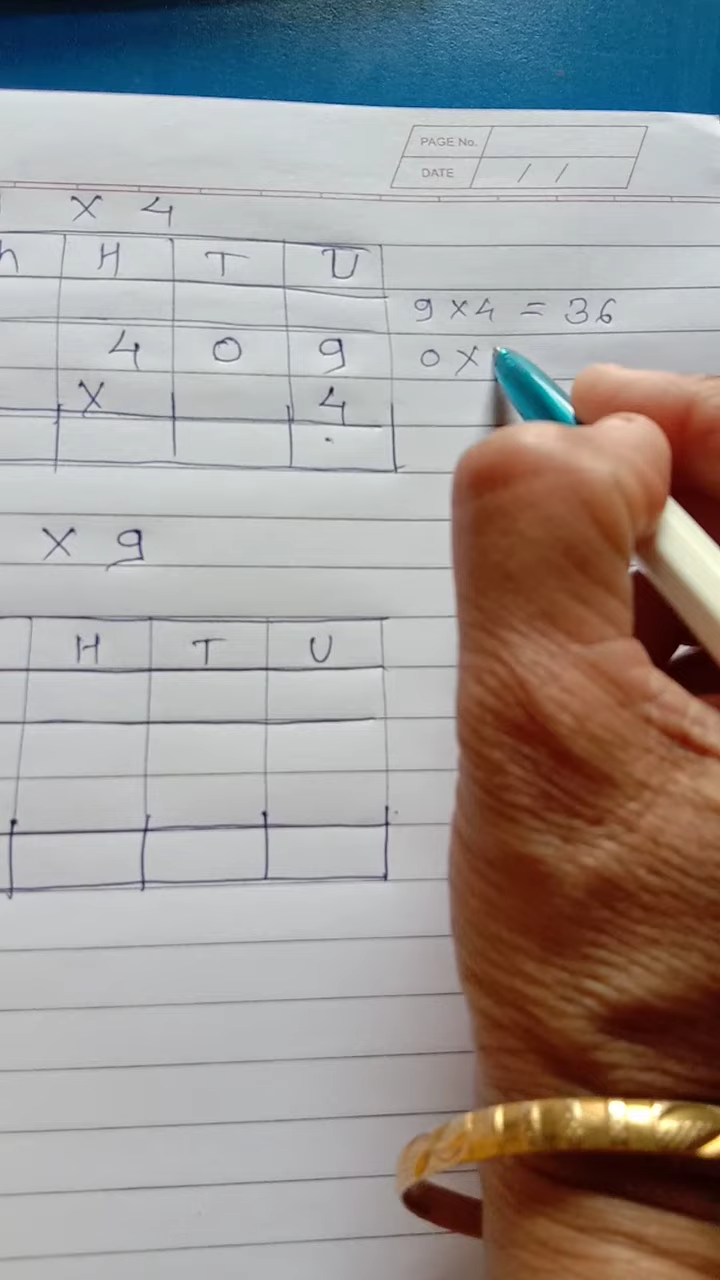 PAGE No.
DATE / /
x 4
h H T U
9 x 4 = 36
4 0 9
0 x
x 4
x 9
H T U